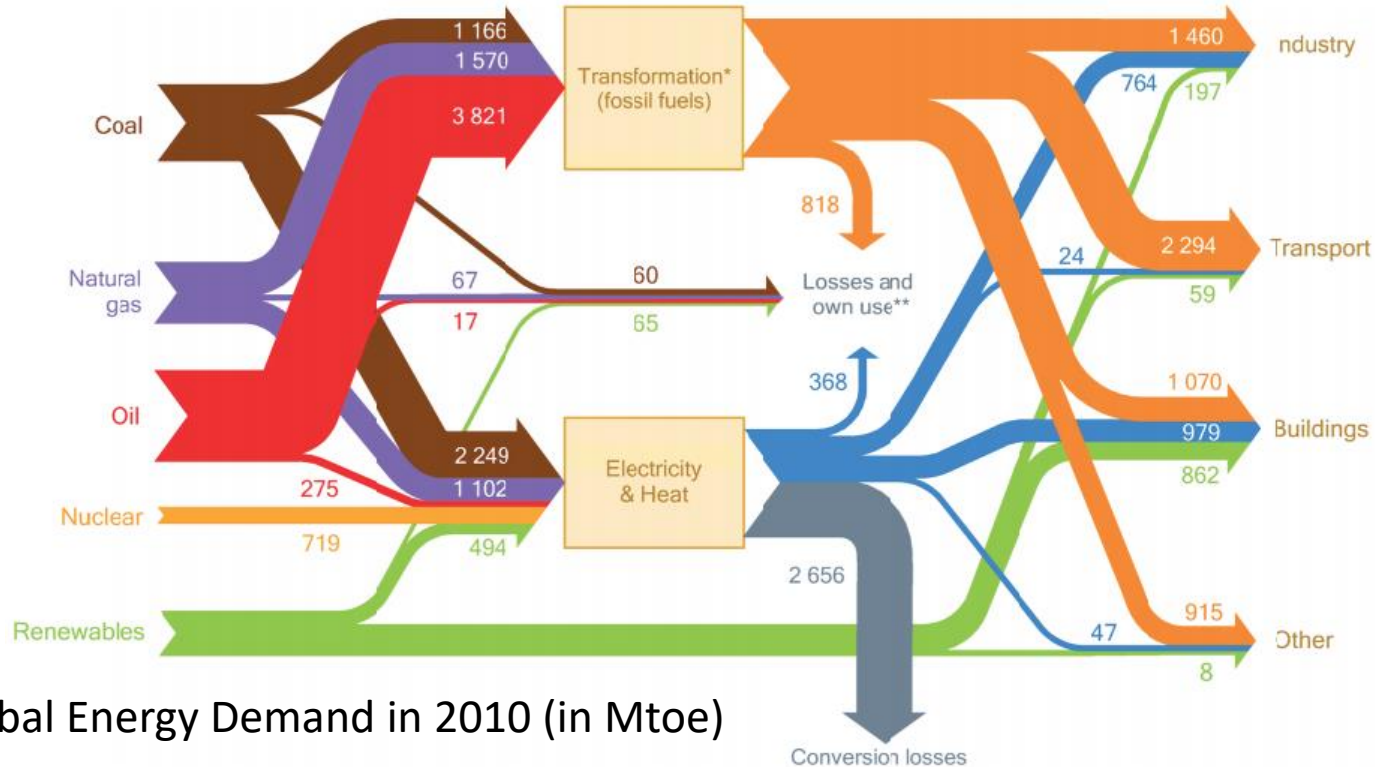 1 166
1 570
3 821
Transformation*
(fossil fuels)
1 460
ndustry
764
197
Coal
818
Natural
gas
67
17
60
65
Losses and
own use**
24
2 294
Transport
59
Oil
368
1 070
979
Buildings
862
2 249
1 102
275
Electricity
& Heat
Nuclear
719
494
2 656
Renewables
47
915
Other
8
bal Energy Demand in 2010 (in Mtoe)
Conversion losses